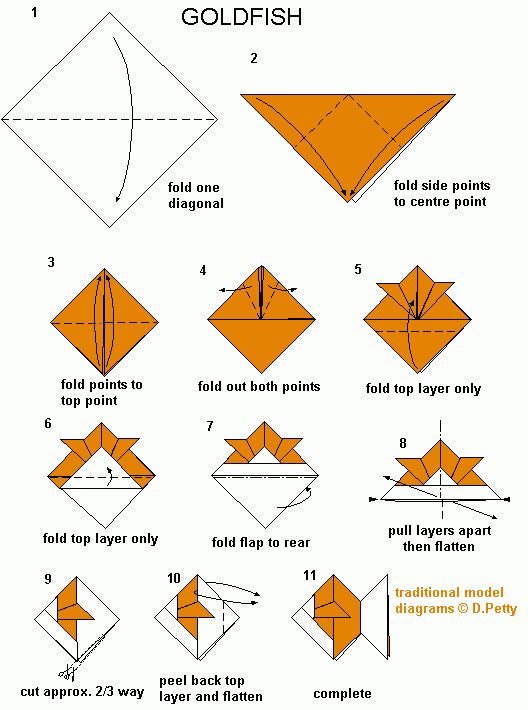 GOLDFISH
1
fold one
diagonal
2
fold side points
to centre point
3
fold points to
top point
4
fold out both points
5
fold top layer only
6
fold top layer only
7
fold flap to rear
8
pull layers apart
then flatten
9
cut approx. 2/3 way
10
peel back top
layer and flatten
11
complete
traditional model
diagrams © D.Petty